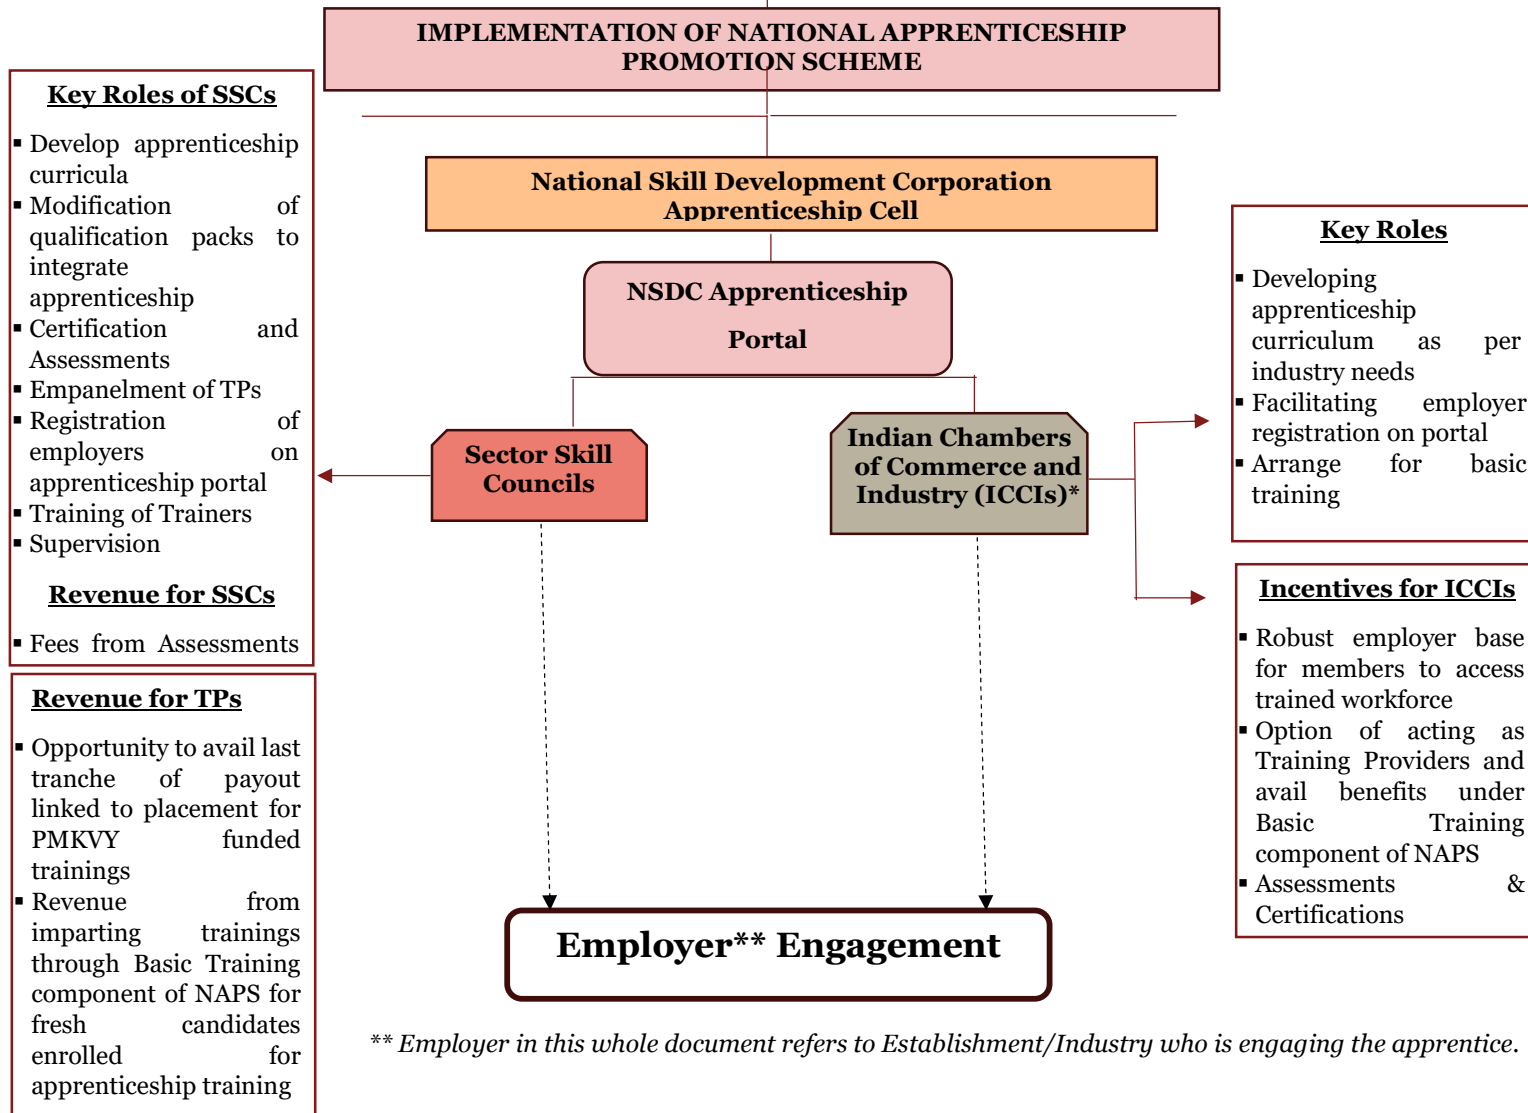 IMPLEMENTATION OF NATIONAL APPRENTICESHIP
PROMOTION SCHEME
Key Roles of SSCs
▪ Develop apprenticeship
curricula
▪ Modification of
qualification packs to
integrate
apprenticeship
▪ Certification and
Assessments
▪ Empanelment of TPs
▪ Registration of
employers on
apprenticeship portal
▪ Training of Trainers
▪ Supervision
Revenue for SSCs
▪ Fees from Assessments
Revenue for TPs
▪ Opportunity to avail last
tranche of payout
linked to placement for
PMKVY funded
trainings
▪ Revenue from
imparting trainings
through Basic Training
component of NAPS for
fresh candidates
enrolled for
apprenticeship training
National Skill Development Corporation
Apprenticeship Cell
NSDC Apprenticeship
Portal
Sector Skill
Councils
Indian Chambers
of Commerce and
Industry (ICCIs)*
Key Roles
▪ Developing
apprenticeship
curriculum as per
industry needs
▪ Facilitating employer
registration on portal
▪ Arrange for basic
training
Incentives for ICCIs
▪ Robust employer base
for members to access
trained workforce
▪ Option of acting as
Training Providers and
avail benefits under
Basic Training
component of NAPS
▪ Assessments &
Certifications
Employer** Engagement
** Employer in this whole document refers to Establishment/Industry who is engaging the apprentice.